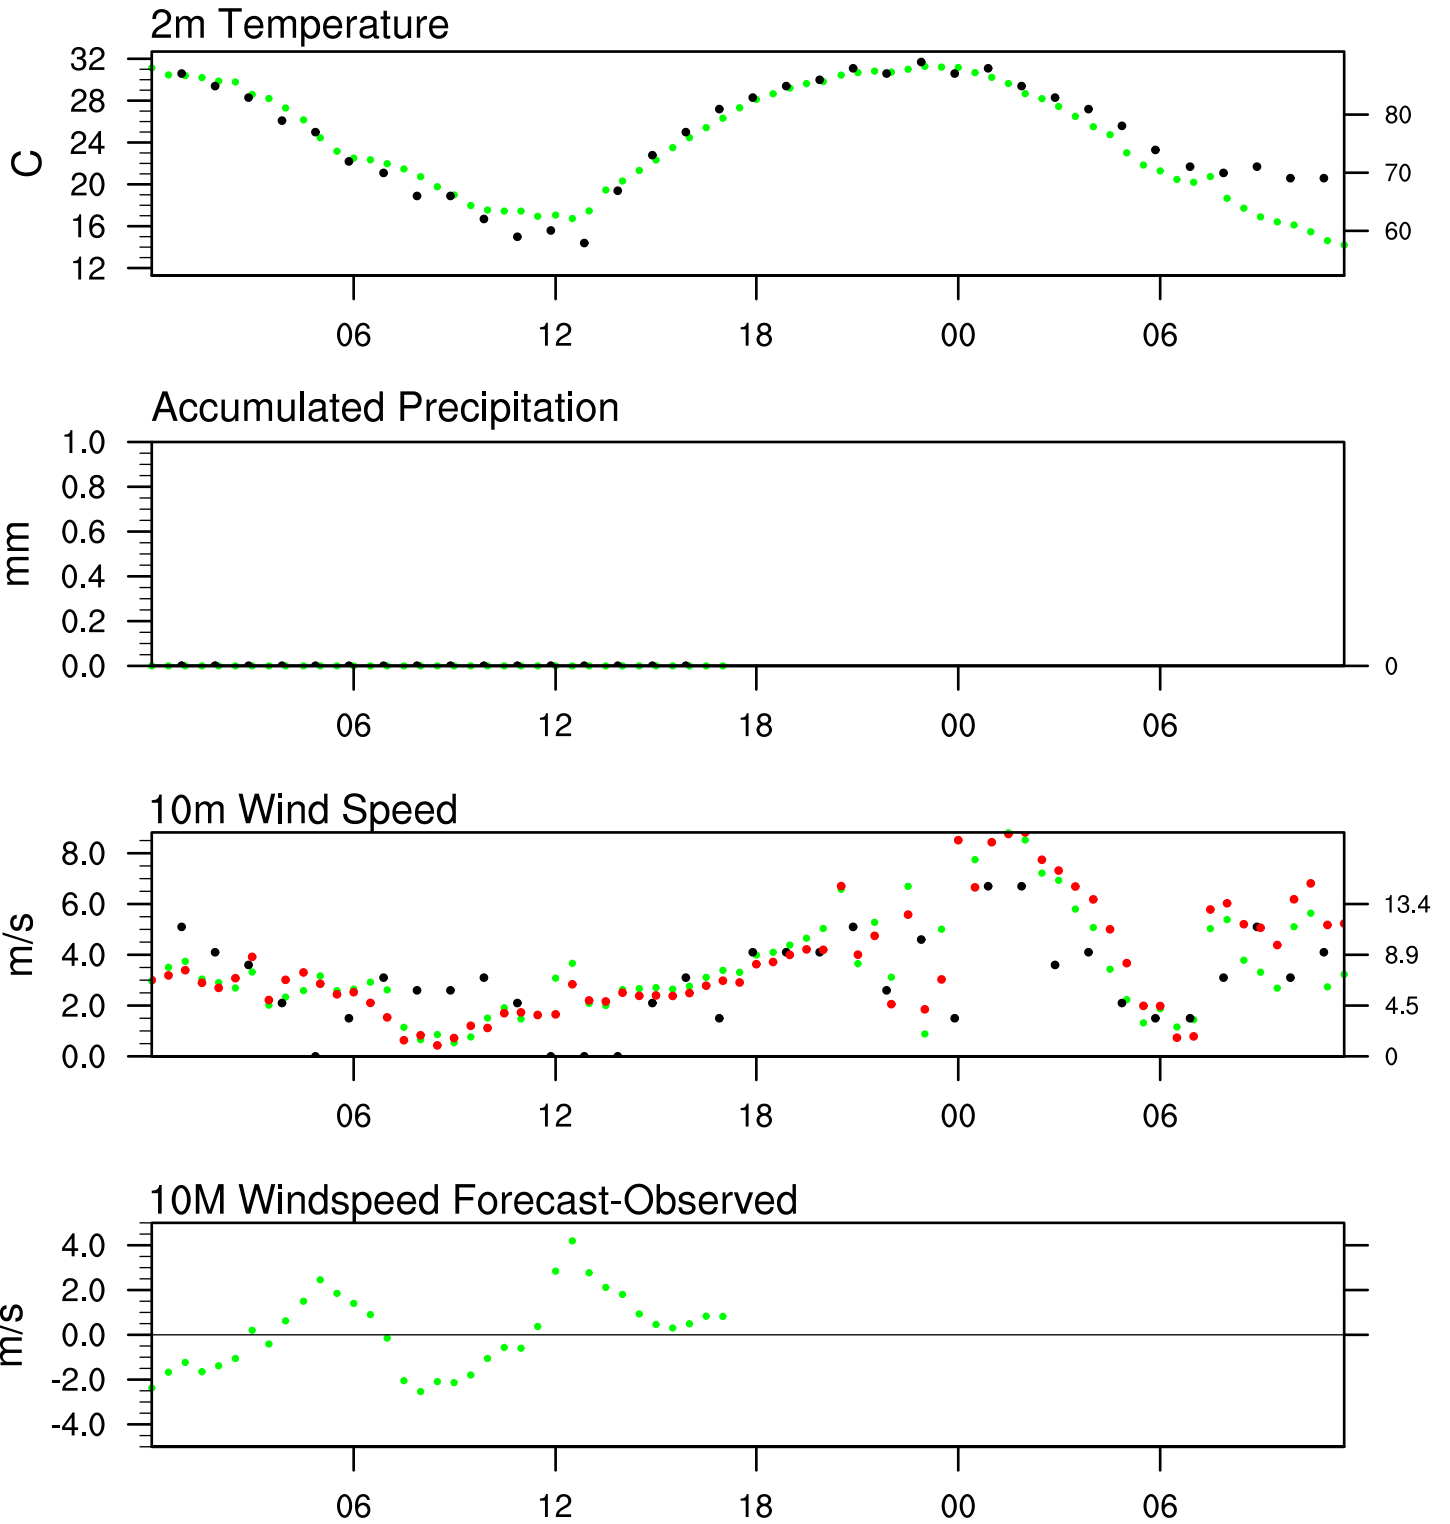 2m Temperature
32
28
24
20
16
12
C
80
70
60
06 12 18 00 06
Accumulated Precipitation
1.0
0.8
0.6
0.4
0.2
0.0
mm
0
06 12 18 00 06
10m Wind Speed
8.0
6.0
4.0
2.0
0.0
m/s
13.4
8.9
4.5
0
06 12 18 00 06
10M Windspeed Forecast-Observed
4.0
2.0
0.0
-2.0
-4.0
m/s
06 12 18 00 06